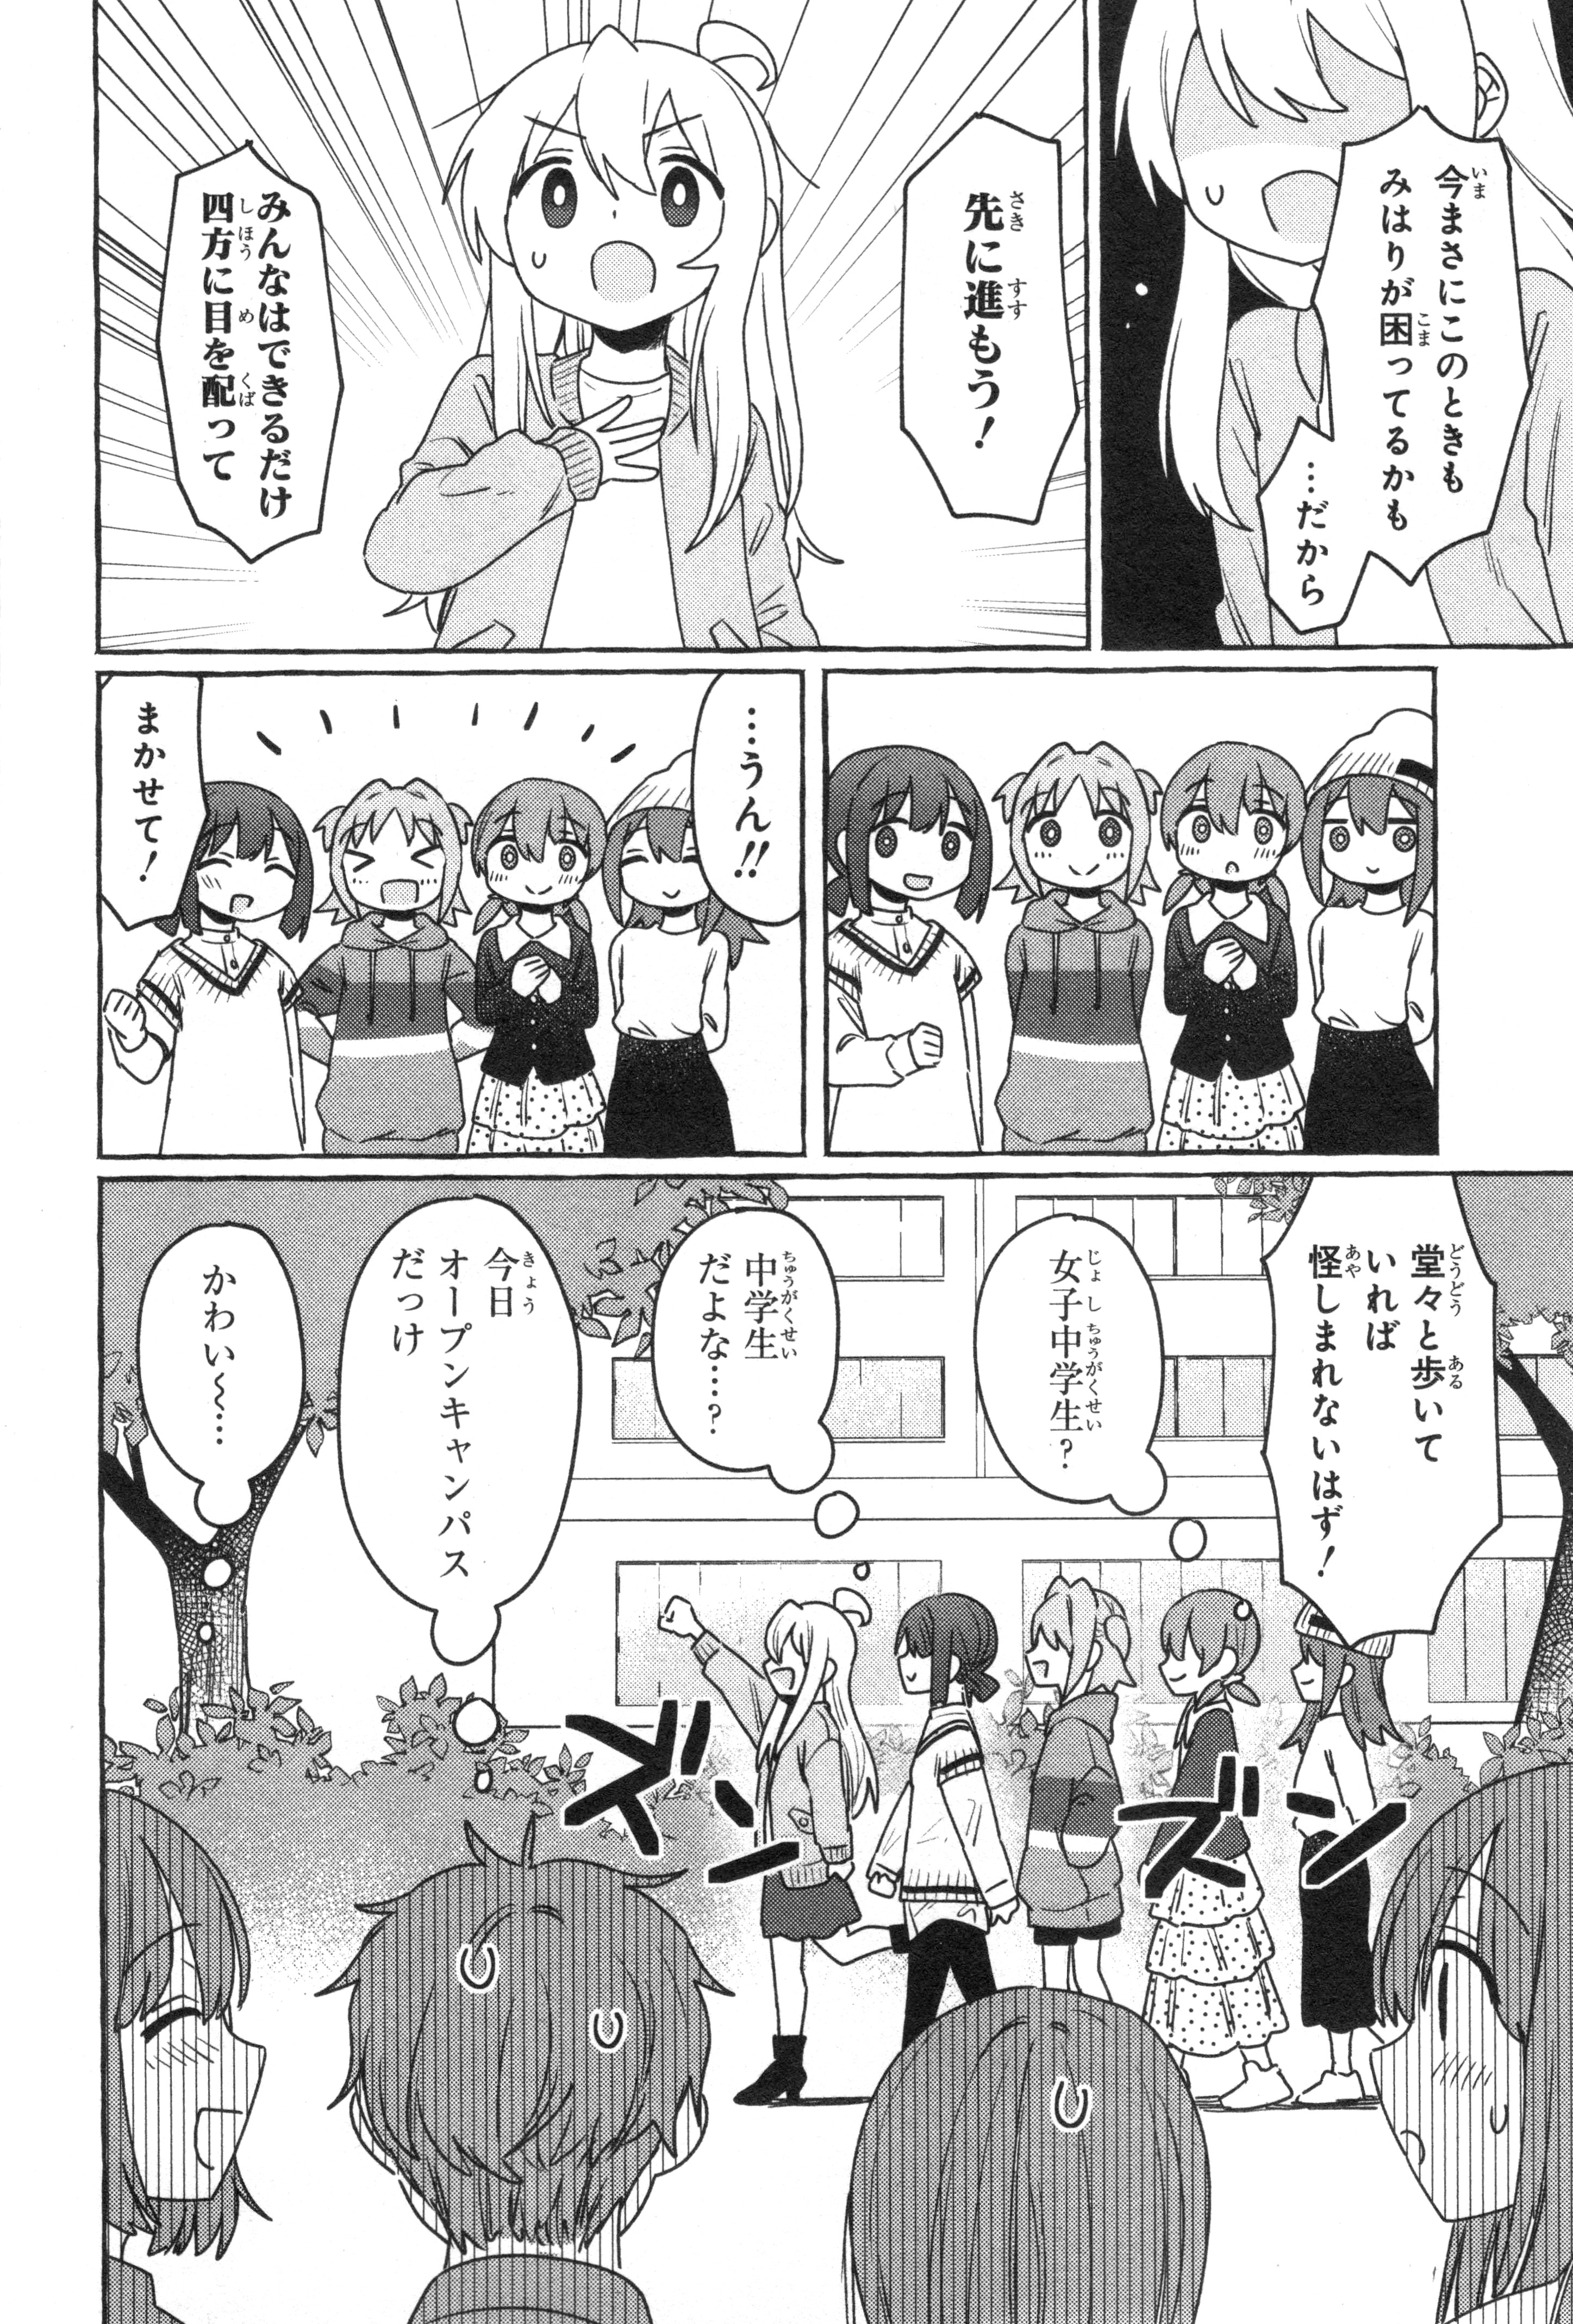 今まさにこのときも
みはりが困ってるかも
…だから
先に進もう！
みんなはできるだけ
四方に目を配って
…うん!!
まかせて！
堂々と歩いて
いれば
怪しまれないはず！
女子中学生？
中学生
だよな…？
今日
オープンキャンパス
だっけ
かわい～…
ズン
ズン